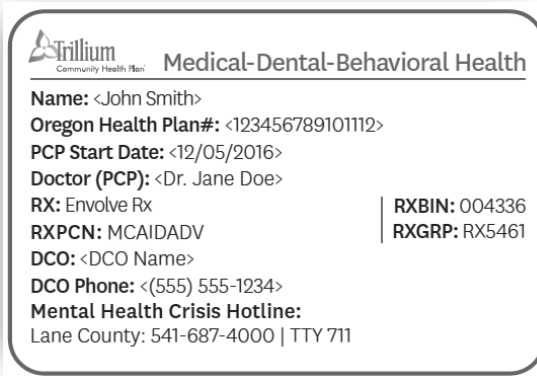 Trillium
Community Health Plan
Medical-Dental-Behavioral Health
Name: <John Smith>
Oregon Health Plan#: <123456789101112>
PCP Start Date: <12/05/2016>
Doctor (PCP): <Dr. Jane Doe>
RX: Envolve Rx
RXBIN: 004336
RXPCN: MCAIDADV
RXGRP: RX5461
DCO: <DCO Name>
DCO Phone: <(555) 555-1234>
Mental Health Crisis Hotline:
Lane County: 541-687-4000 | TTY 711